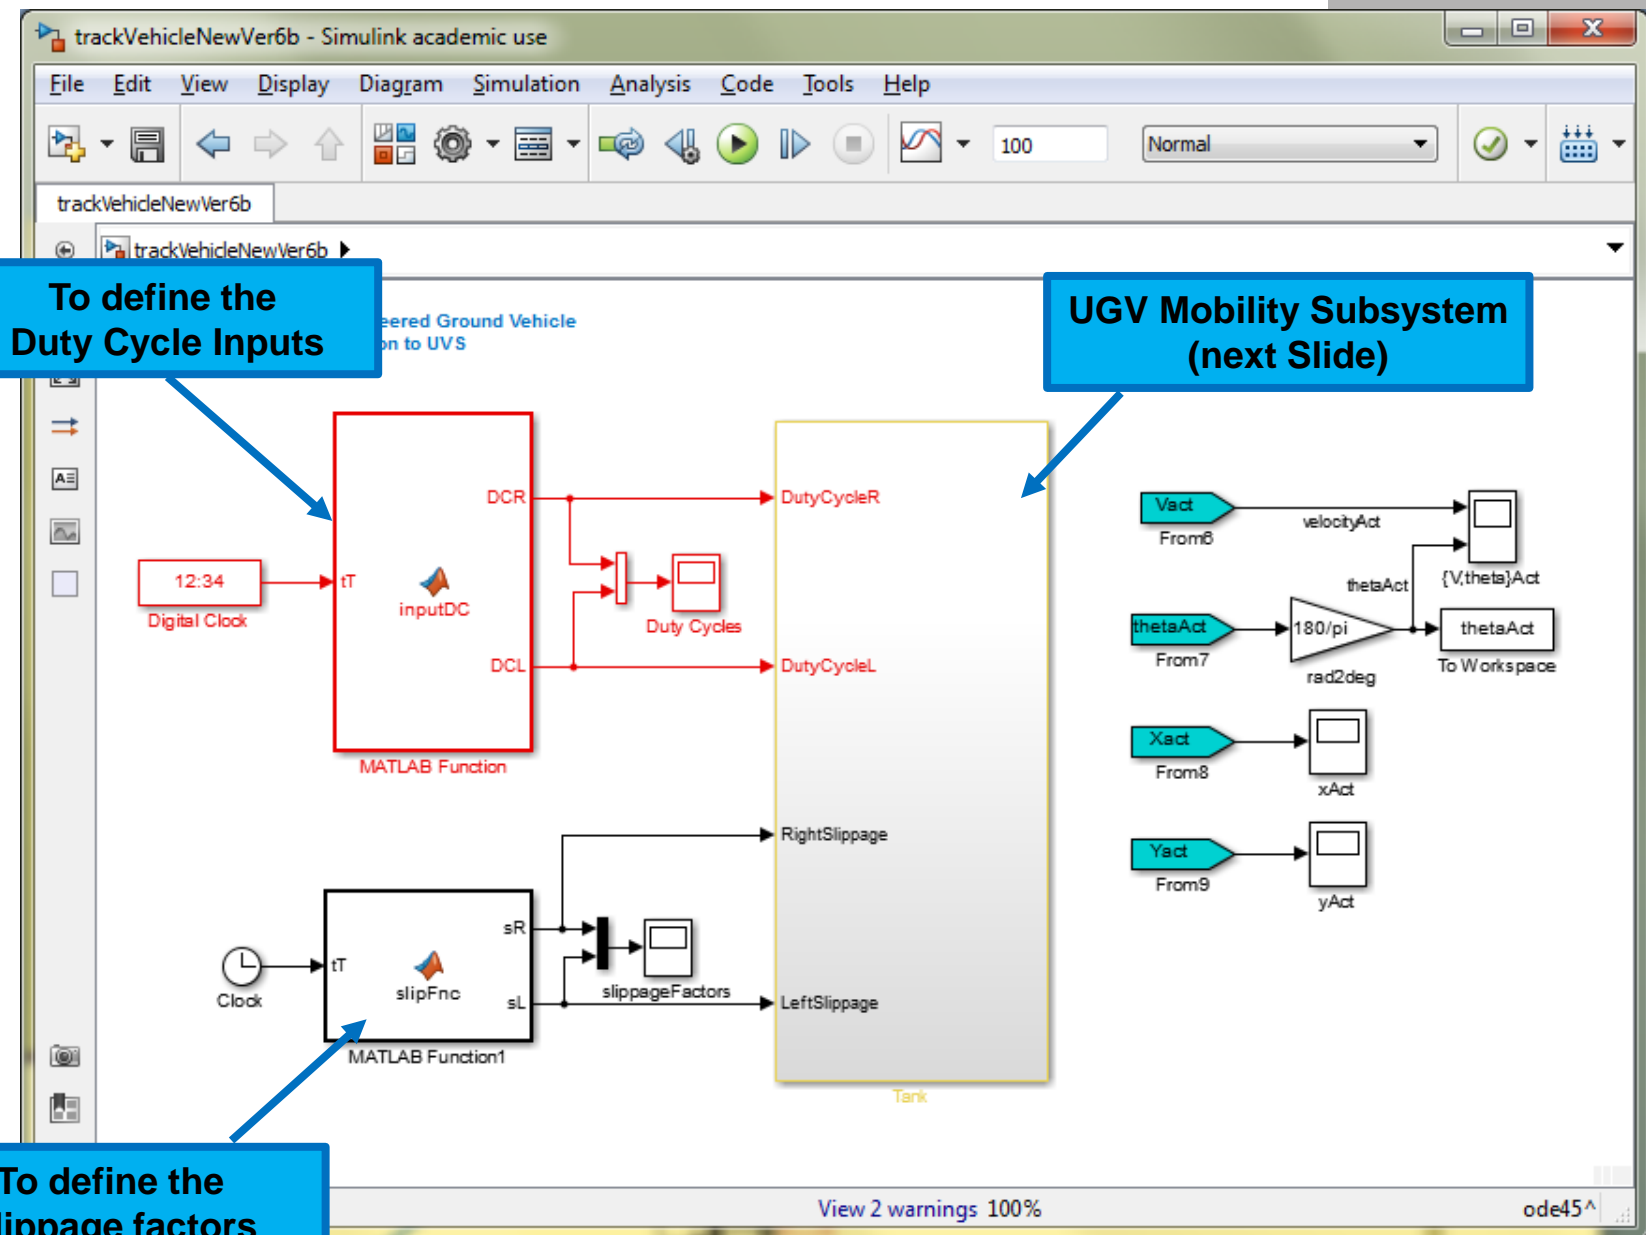 trackVehicleNewVer6b - Simulink academic use
File Edit View Display Diagram Simulation Analysis Code Tools Help
100
Normal
trackVehicleNewVer6b
trackVehicleNewVer6b
To define the
Duty Cycle Inputs
eered Ground Vehicle
on to UVS
UGV Mobility Subsystem
(next Slide)
DCR
DutyCycleR
12:34
Digital Clock
tT
inputDC
Duty Cycles
DCL
DutyCycleL
MATLAB Function
RightSlippage
sR
tT
Clock
slipFnc
sL
slippageFactors
LeftSlippage
MATLAB Function1
Tank
Vact
From6
velocityAct
{V,theta}Act
thetaAct
thetaAct
From7
180/pi
rad2deg
thetaAct
To Workspace
Xact
From8
xAct
Yact
From9
yAct
To define the
lippage factors
View 2 warnings 100%
ode45^